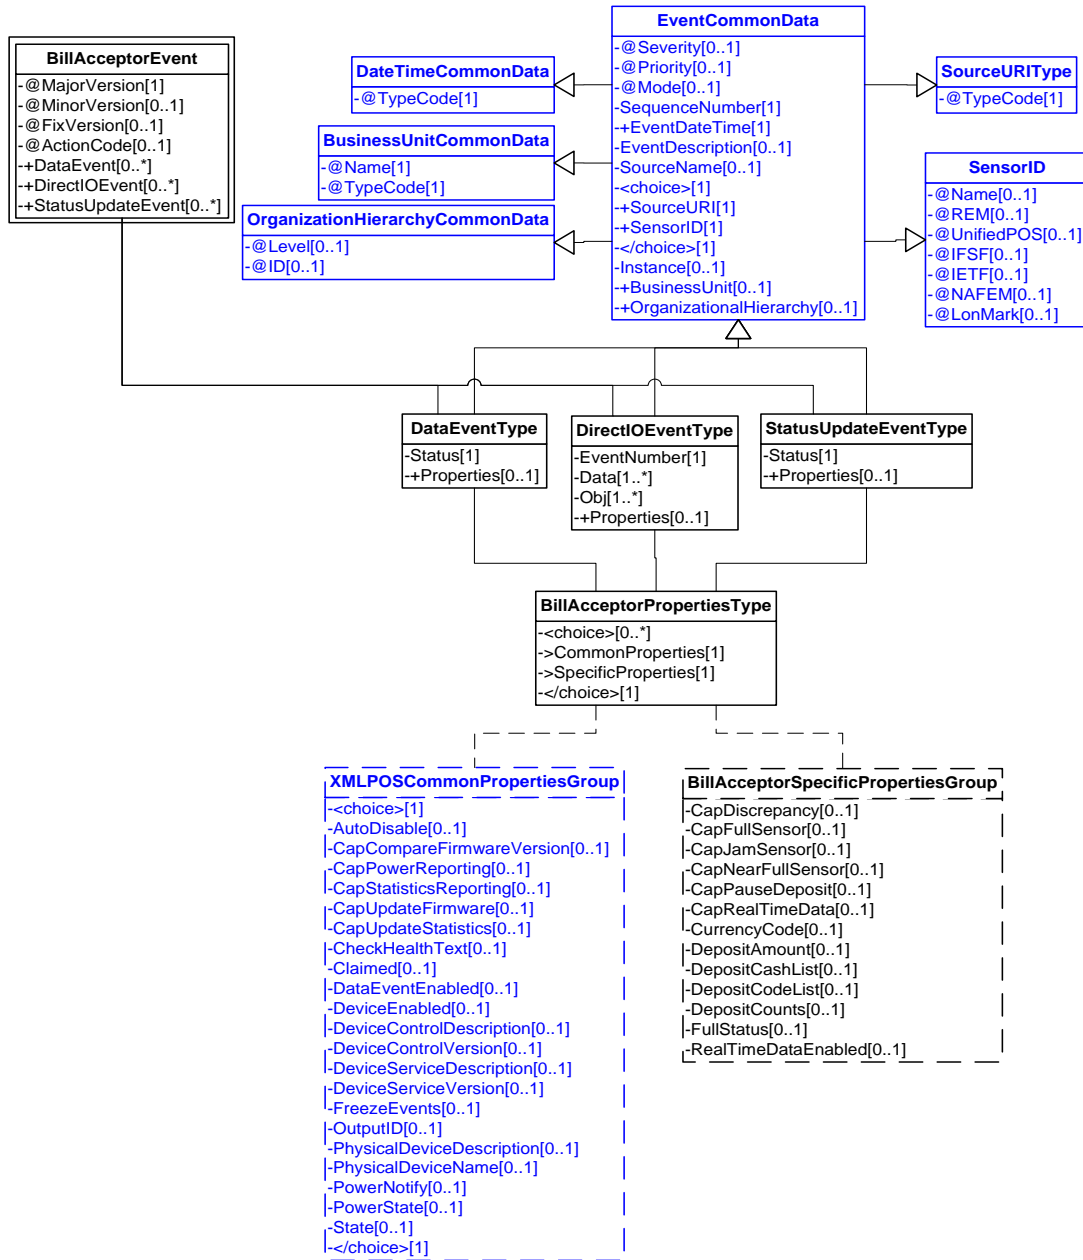 EventCommonData
-@Severity[0..1]
-@Priority[0..1]
-@Mode[0..1]
-SequenceNumber[1]
-+EventDateTime[1]
-EventDescription[0..1]
-SourceName[0..1]
-<choice>[1]
-+SourceURI[1]
-+SensorID[1]
-</choice>[1]
-Instance[0..1]
-+BusinessUnit[0..1]
-+OrganizationalHierarchy[0..1]
BillAcceptorEvent
-@MajorVersion[1]
-@MinorVersion[0..1]
-@FixVersion[0..1]
-@ActionCode[0..1]
-+DataEvent[0..*]
-+DirectIOEvent[0..*]
-+StatusUpdateEvent[0..*]
DateTimeCommonData
-@TypeCode[1]
BusinessUnitCommonData
-@Name[1]
-@TypeCode[1]
OrganizationHierarchyCommonData
-@Level[0..1]
-@ID[0..1]
SourceURIType
-@TypeCode[1]
SensorID
-@Name[0..1]
-@REM[0..1]
-@UnifiedPOS[0..1]
-@IFSF[0..1]
-@IETF[0..1]
-@NAFEM[0..1]
-@LonMark[0..1]
DataEventType
-Status[1]
-+Properties[0..1]
DirectIOEventType
-EventNumber[1]
-Data[1..*]
-Obj[1..*]
-+Properties[0..1]
StatusUpdateEventType
-Status[1]
-+Properties[0..1]
BillAcceptorPropertiesType
-<choice>[0..*]
->CommonProperties[1]
->SpecificProperties[1]
-</choice>[1]
XMLPOSCommonPropertiesGroup
-<choice>[1]
-AutoDisable[0..1]
-CapCompareFirmwareVersion[0..1]
-CapPowerReporting[0..1]
-CapStatisticsReporting[0..1]
-CapUpdateFirmware[0..1]
-CapUpdateStatistics[0..1]
-CheckHealthText[0..1]
-Claimed[0..1]
-DataEventEnabled[0..1]
-DeviceEnabled[0..1]
-DeviceControlDescription[0..1]
-DeviceControlVersion[0..1]
-DeviceServiceDescription[0..1]
-DeviceServiceVersion[0..1]
-FreezeEvents[0..1]
-OutputID[0..1]
-PhysicalDeviceDescription[0..1]
-PhysicalDeviceName[0..1]
-PowerNotify[0..1]
-PowerState[0..1]
-State[0..1]
-</choice>[1]
BillAcceptorSpecificPropertiesGroup
-CapDiscrepancy[0..1]
-CapFullSensor[0..1]
-CapJamSensor[0..1]
-CapNearFullSensor[0..1]
-CapPauseDeposit[0..1]
-CapRealTimeData[0..1]
-CurrencyCode[0..1]
-DepositAmount[0..1]
-DepositCashList[0..1]
-DepositCodeList[0..1]
-DepositCounts[0..1]
-FullStatus[0..1]
-RealTimeDataEnabled[0..1]